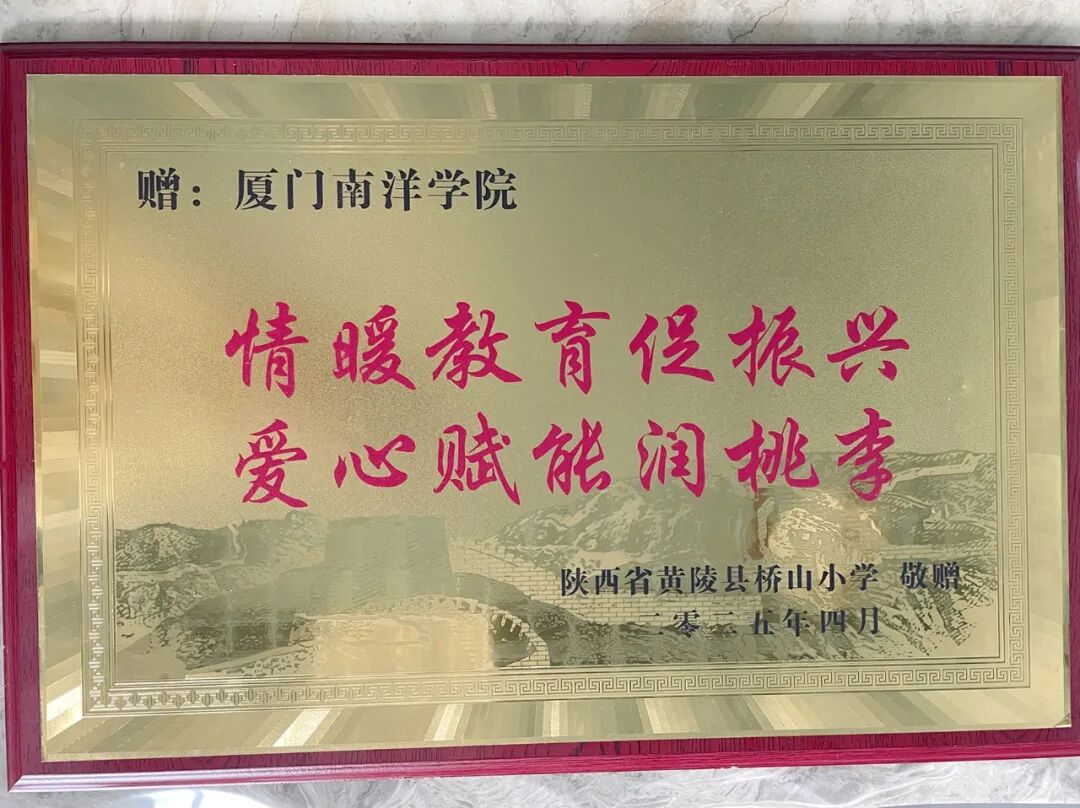 赠：厦门南洋学院
情暖教育促振兴
爱心赋能润桃李
陕西省黄陵县桥山小学 敬赠
二零二五年四月